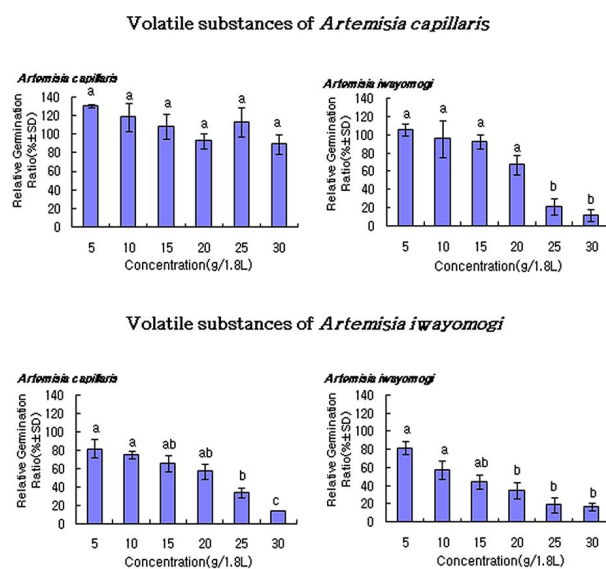 Volatile substances of Artemisia capillaris
Artemisia capillaris
Relative Germination
Ratio(%±SD)
140
120
100
80
60
40
20
0
a a a a a a
5 10 15 20 25 30
Concentration(g/1.8L)
Artemisia iwayomogi
Relative Germination
Ratio(%±SD)
140
120
100
80
60
40
20
0
a a a a b b
5 10 15 20 25 30
Concentration(g/1.8L)
Volatile substances of Artemisia iwayomogi
Artemisia capillaris
Relative Germination
Ratio(%±SD)
140
120
100
80
60
40
20
0
a a ab ab b c
5 10 15 20 25 30
Concentration(g/1.8L)
Artemisia iwayomogi
Relative Germination
Ratio(%±SD)
140
120
100
80
60
40
20
0
a a ab b b b
5 10 15 20 25 30
Concentration(g/1.8L)